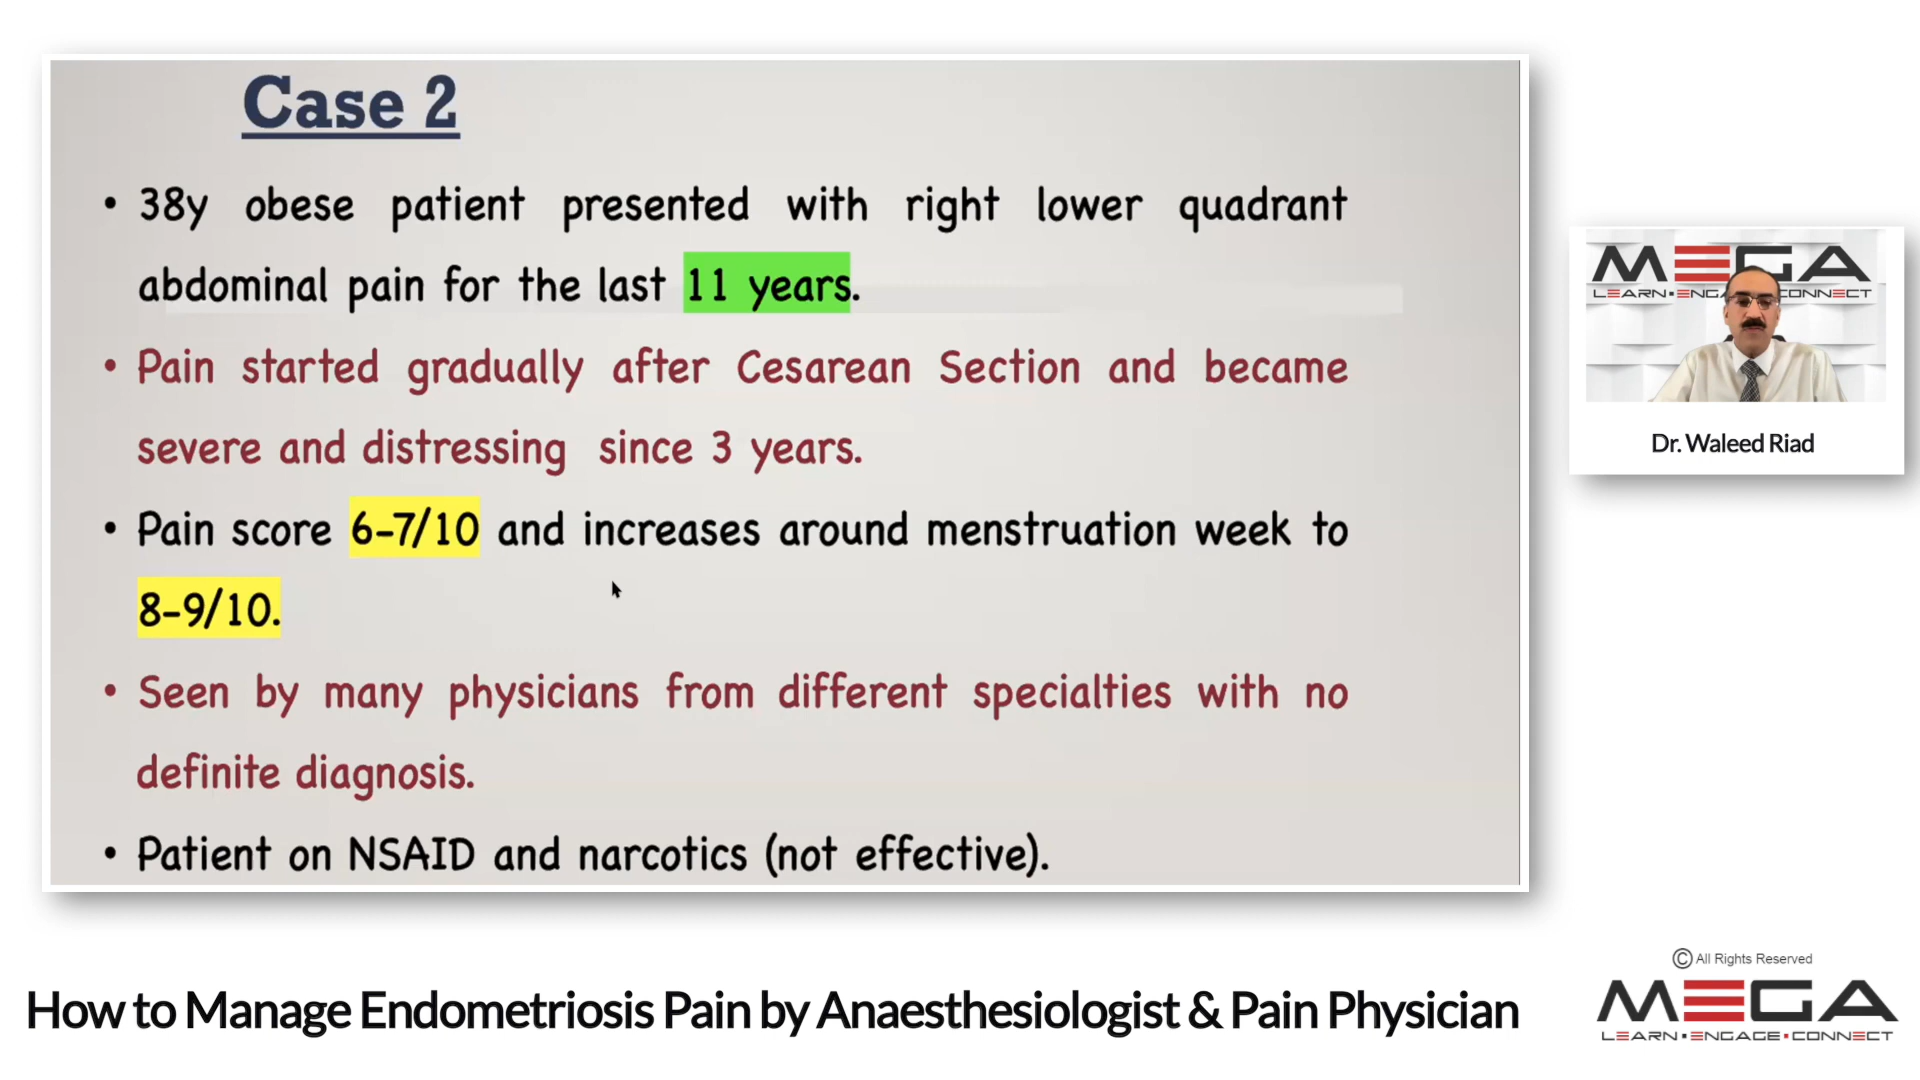 Case 2
• 38y obese patient presented with right lower quadrant
abdominal pain for the last 11 years.
• Pain started gradually after Cesarean Section and became
severe and distressing since 3 years.
• Pain score 6-7/10 and increases around menstruation week to
8-9/10.
• Seen by many physicians from different specialties with no
definite diagnosis.
• Patient on NSAID and narcotics (not effective).
MEGA
LEARN▪ENGA CONNECT
Dr. Waleed Riad
How to Manage Endometriosis Pain by Anaesthesiologist & Pain Physician
© All Rights Reserved
MEGA
LEARN▪ENGAGE▪CONNECT